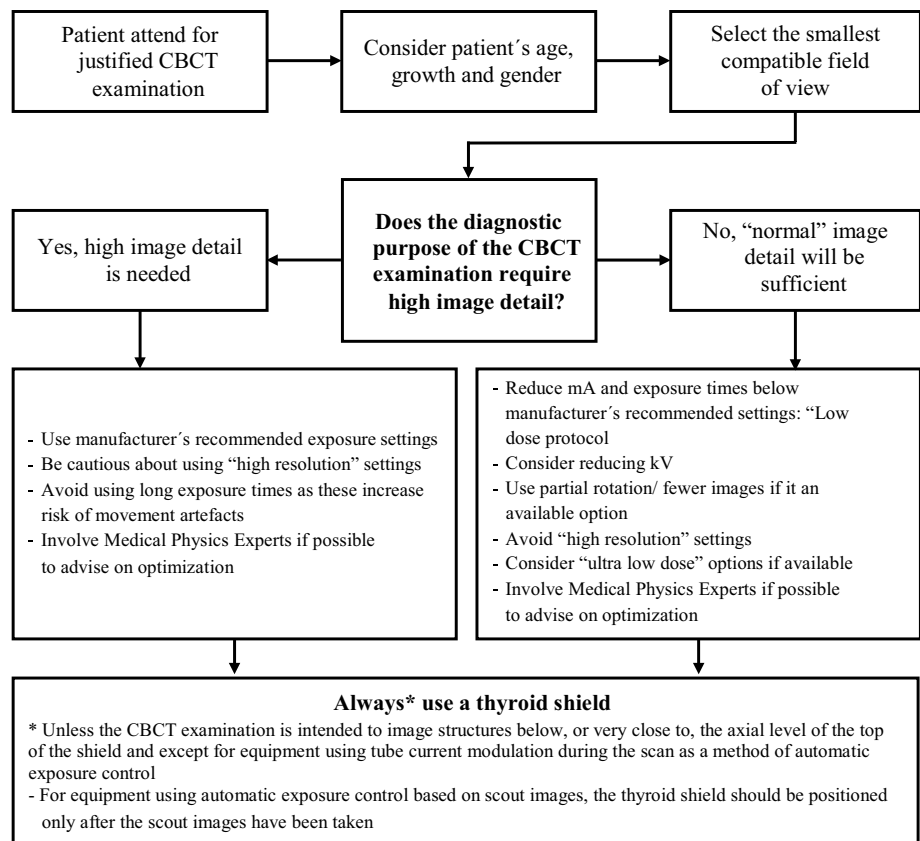 Patient attend for
justified CBCT
examination
Consider patient´s age,
growth and gender
Select the smallest
compatible field
of view
Does the diagnostic
purpose of the CBCT
examination require
high image detail?
Yes, high image detail
is needed
No, “normal” image
detail will be
sufficient
- Use manufacturer´s recommended exposure settings
- Be cautious about using “high resolution” settings
- Avoid using long exposure times as these increase
risk of movement artefacts
- Involve Medical Physics Experts if possible
to advise on optimization
- Reduce mA and exposure times below
manufacturer´s recommended settings: “Low
dose protocol
- Consider reducing kV
- Use partial rotation/ fewer images if it an
available option
- Avoid “high resolution” settings
- Consider “ultra low dose” options if available
- Involve Medical Physics Experts if possible
to advise on optimization
Always* use a thyroid shield
* Unless the CBCT examination is intended to image structures below, or very close to, the axial level of the top
of the shield and except for equipment using tube current modulation during the scan as a method of automatic
exposure control
- For equipment using automatic exposure control based on scout images, the thyroid shield should be positioned
only after the scout images have been taken